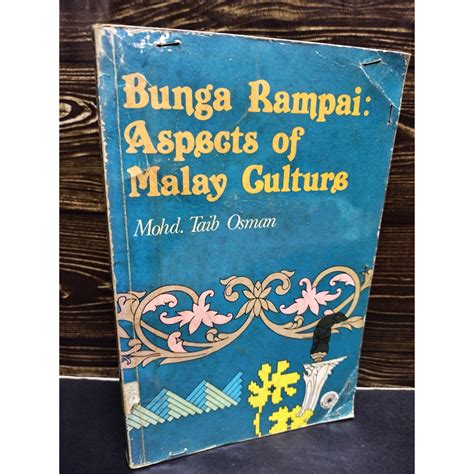 Bunga Rampai:
Aspects of
Malay Culture
Mohd. Taib Osman